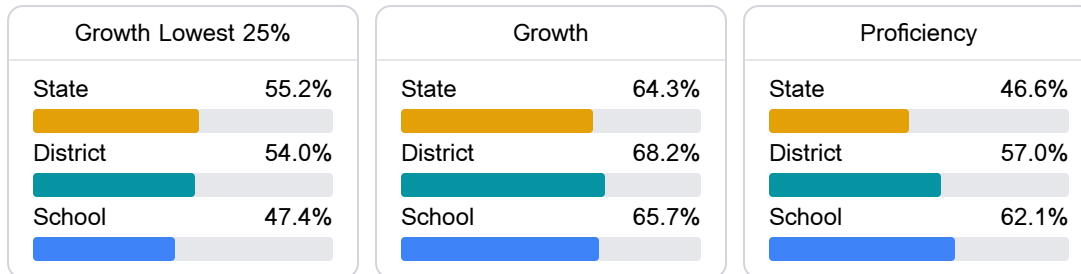 Growth Lowest 25%
State 55.2%
District 54.0%
School 47.4%
Growth
State 64.3%
District 68.2%
School 65.7%
Proficiency
State 46.6%
District 57.0%
School 62.1%